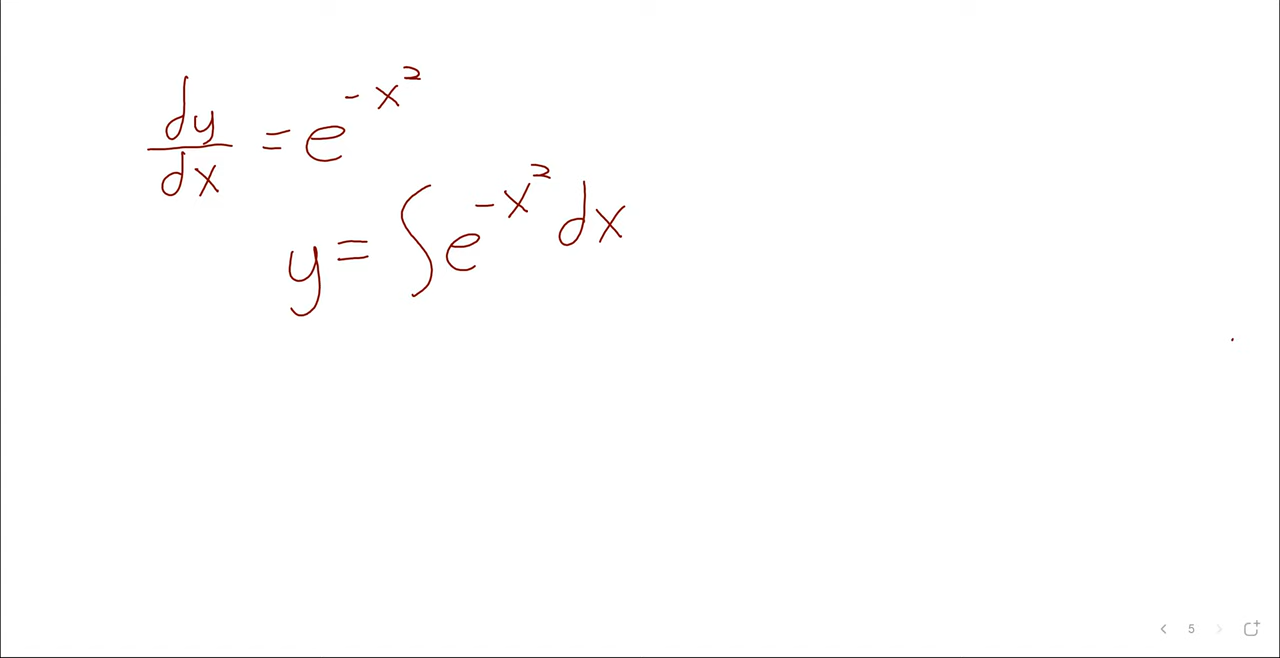 dy/dx = e^{-x^2}
y = ∫ e^{-x^2} dx
5